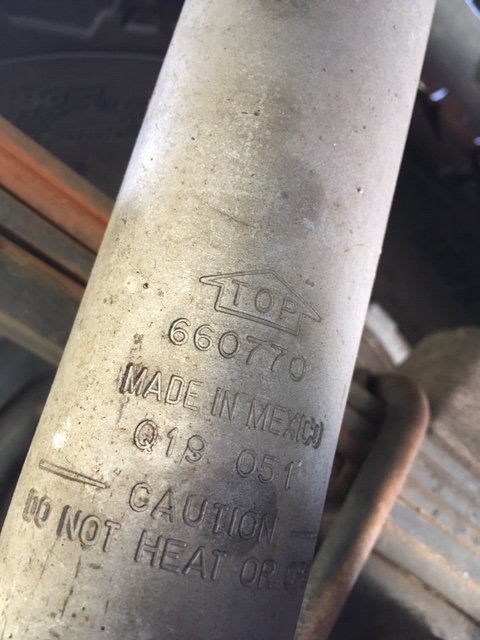 TOP
660770
MADE IN MEXICO
Q19 051
CAUTION
DO NOT HEAT OR